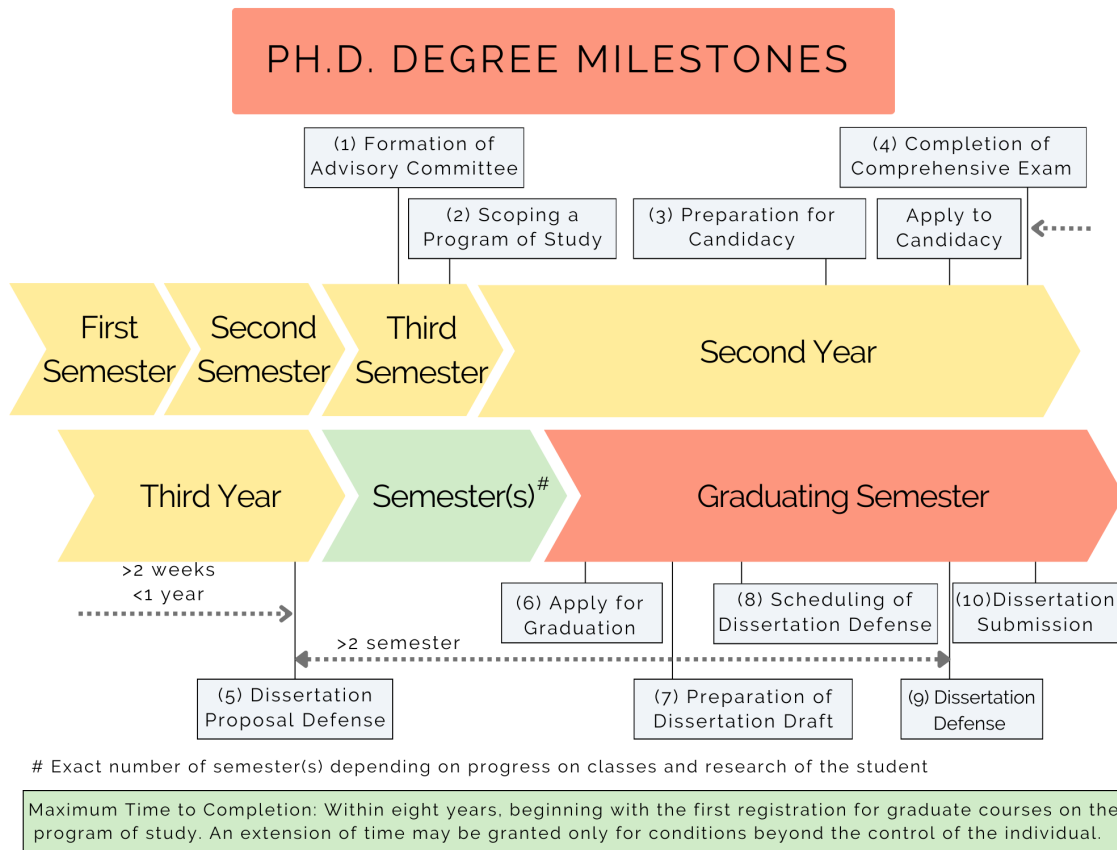 PH.D. DEGREE MILESTONES
(1) Formation of
Advisory Committee
(4) Completion of
Comprehensive Exam
(2) Scoping a
Program of Study
(3) Preparation for
Candidacy
Apply to
Candidacy
First
Semester
Second
Semester
Third
Semester
Second Year
Third Year
Semester(s)#
Graduating Semester
>2 weeks
<1 year
(6) Apply for
Graduation
(8) Scheduling of
Dissertation Defense
(10)Dissertation
Submission
>2 semester
(5) Dissertation
Proposal Defense
(7) Preparation of
Dissertation Draft
(9) Dissertation
Defense
# Exact number of semester(s) depending on progress on classes and research of the student
Maximum Time to Completion: Within eight years, beginning with the first registration for graduate courses on the
program of study. An extension of time may be granted only for conditions beyond the control of the individual.